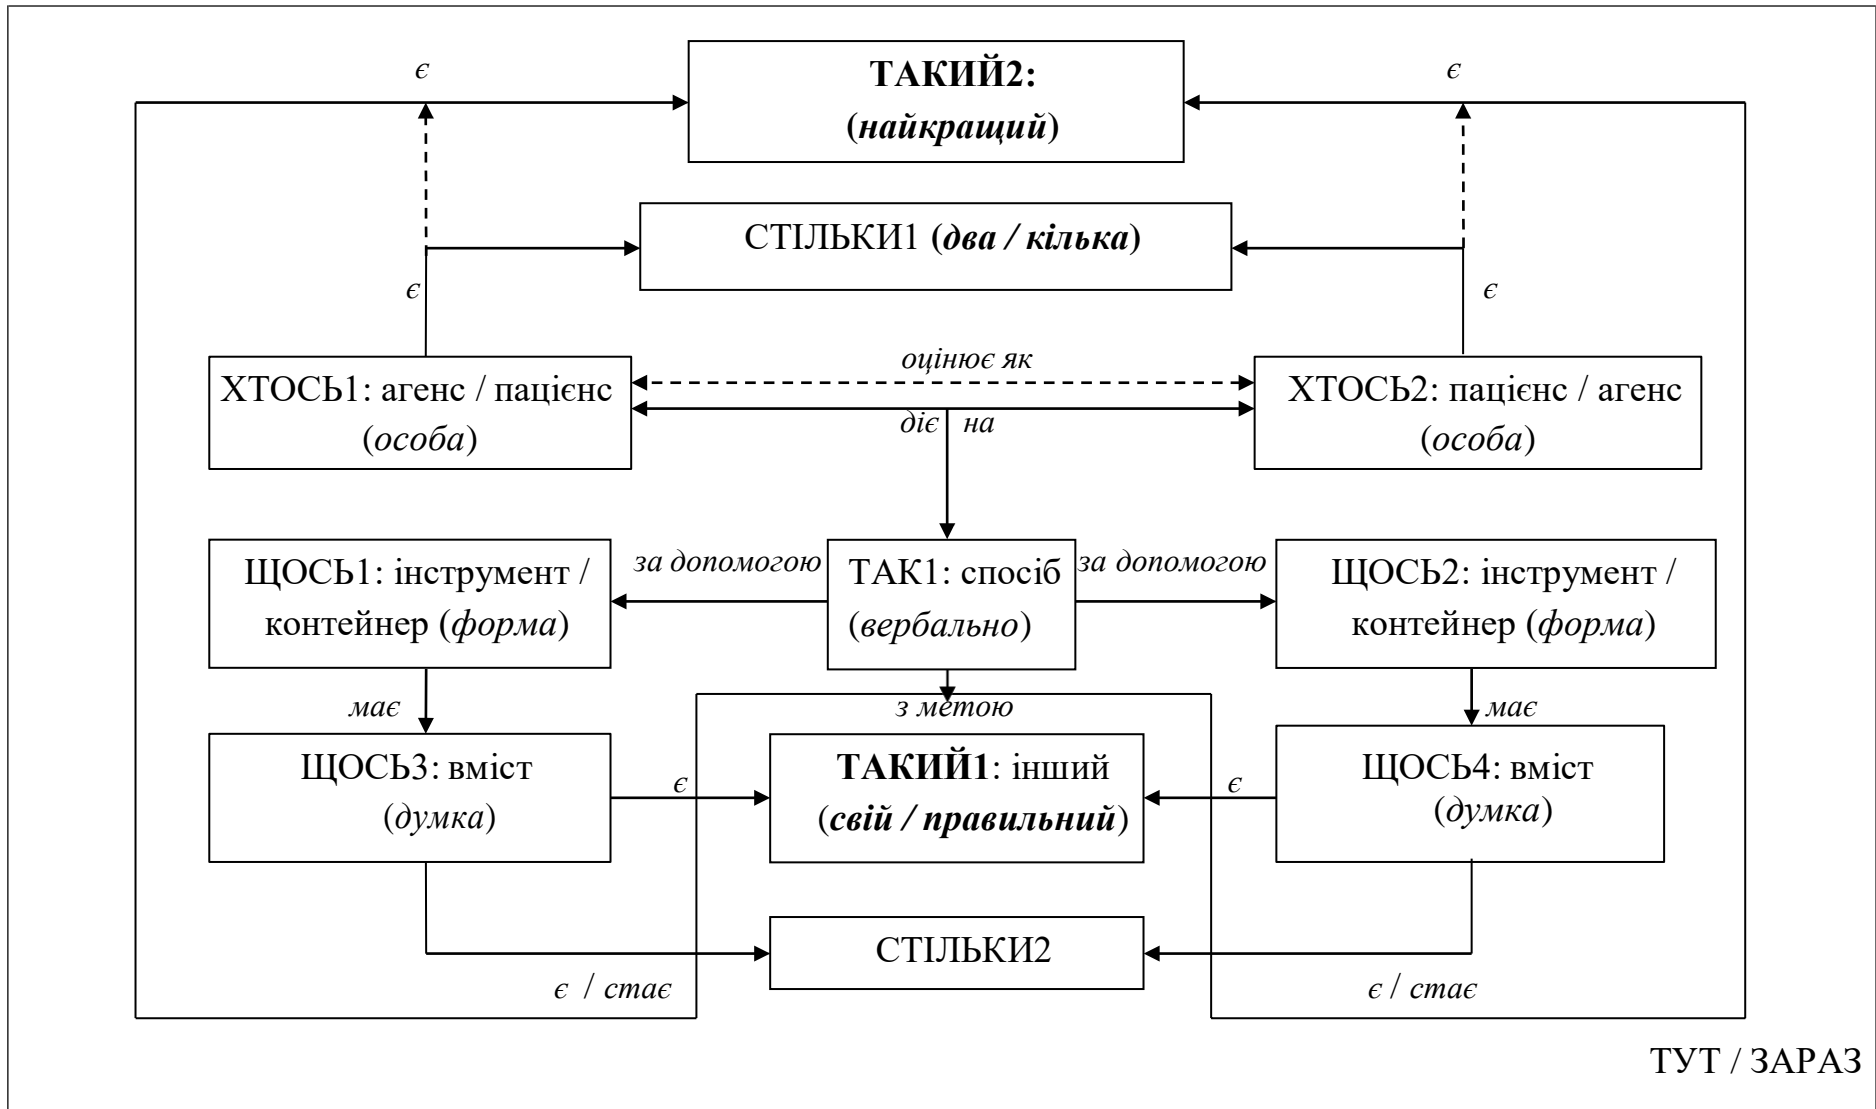 є
ТАКИЙ2:
є
(найкращий)
СТІЛЬКИ1 (два / кілька)
є
є
оцінює як
ХТОСЬ1: агенс / пацієнс
(особа)
ХТОСЬ2: пацієнс / агенс
(особа)
діє на
ЩОСЬ1: інструмент /
контейнер (форма)
за допомогою
ТАК1: спосіб
(вербально)
за допомогою
ЩОСЬ2: інструмент /
контейнер (форма)
має
з метою
має
ЩОСЬ3: вміст
(думка)
є
ТАКИЙ1: інший
(свій / правильний)
є
ЩОСЬ4: вміст
(думка)
СТІЛЬКИ2
є / стає
є / стає
ТУТ / ЗАРАЗ